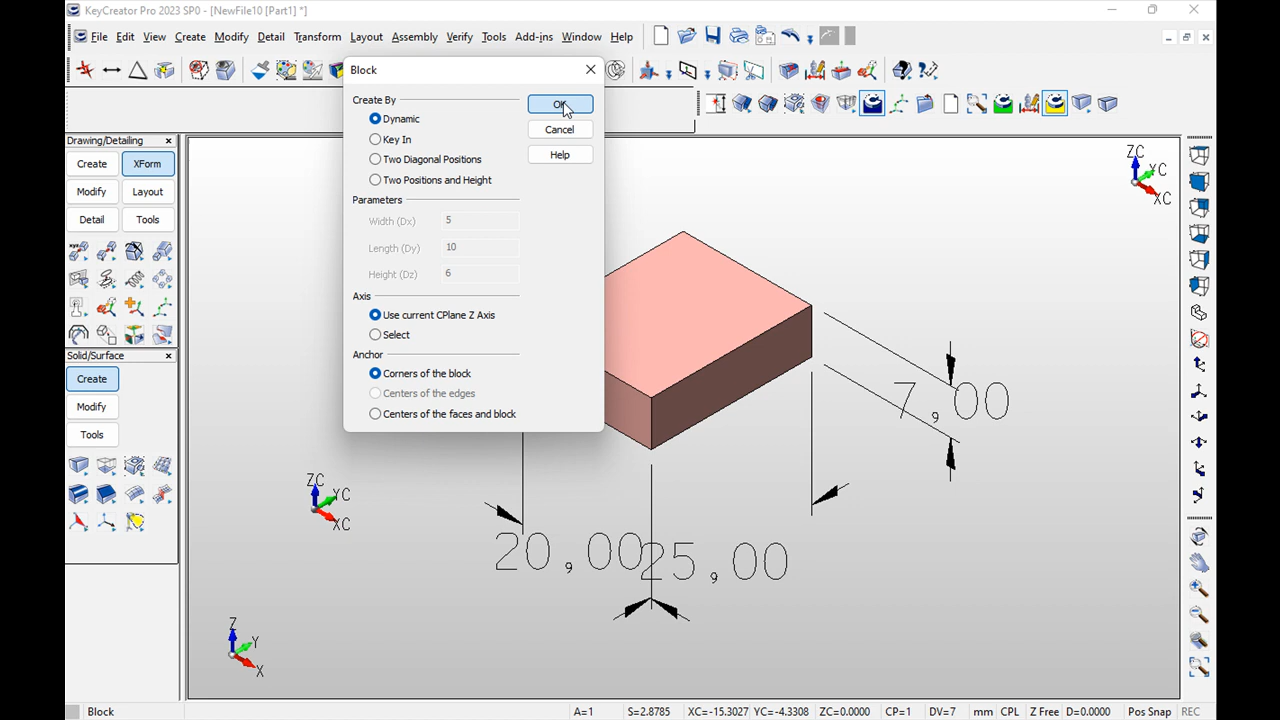 KeyCreator Pro 2023 SP0 - [NewFile10 [Part1] *]
File Edit View Create Modify Detail Transform Layout Assembly Verify Tools Add-ins Window Help
Block
Create By
OK
Dynamic
Cancel
Key In
Help
Two Diagonal Positions
Two Positions and Height
Parameters
Width (Dx) 5
Length (Dy) 10
Height (Dz) 6
Axis
Use current CPlane Z Axis
Select
Anchor
Corners of the block
Centers of the edges
Centers of the faces and block
Drawing/Detailing
Create XForm
Modify Layout
Detail Tools
xyz
Solid/Surface
Create
Modify
Tools
ZC
YC
XC
7,00
ZC
YC
XC
20,00
25,00
Z
Y
X
Block A=1 S=2.8785 XC=-15.3027 YC=-4.3308 ZC=0.0000 CP=1 DV=7 mm CPL Z Free D=0.0000 Pos Snap REC